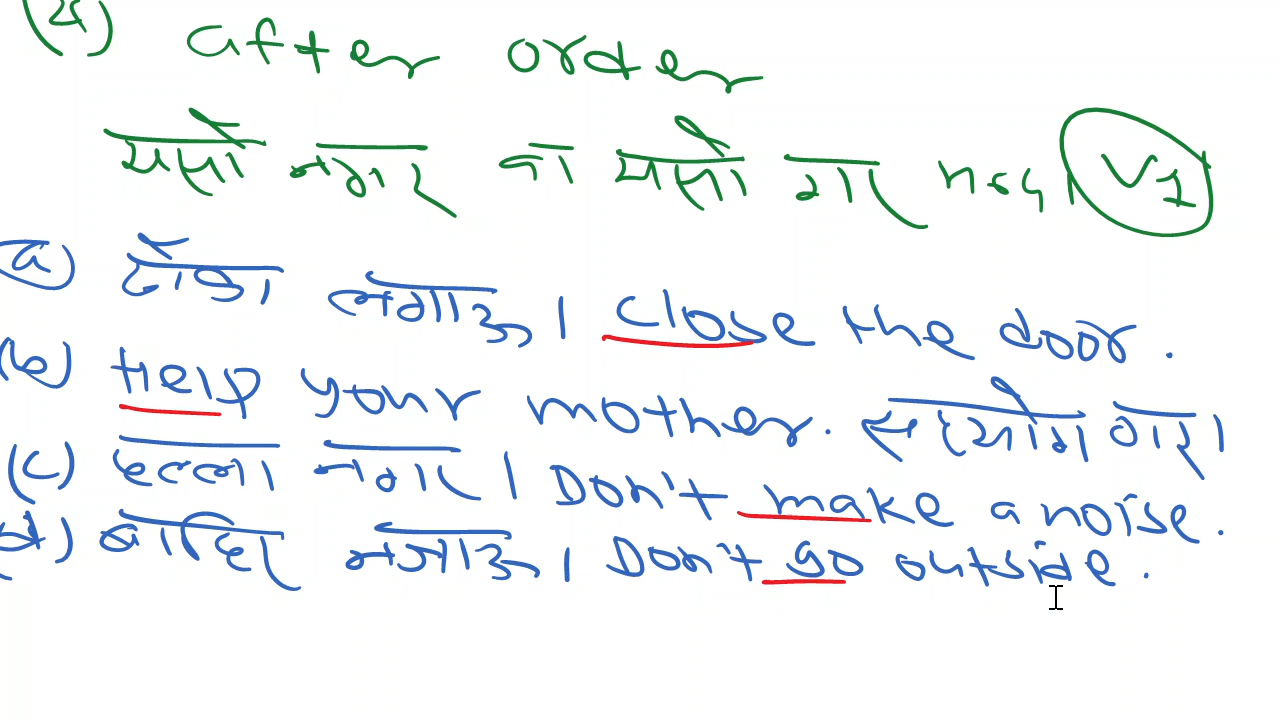 after order
यसो नगर वा यसो गर V1
(a) ढोका लगाऊ । Close the door.
(b) Help your mother. सहयोग गर।
(c) हल्ला नगर । Don't make a noise.
(d) बाहिर नजाऊ । Don't go outside.